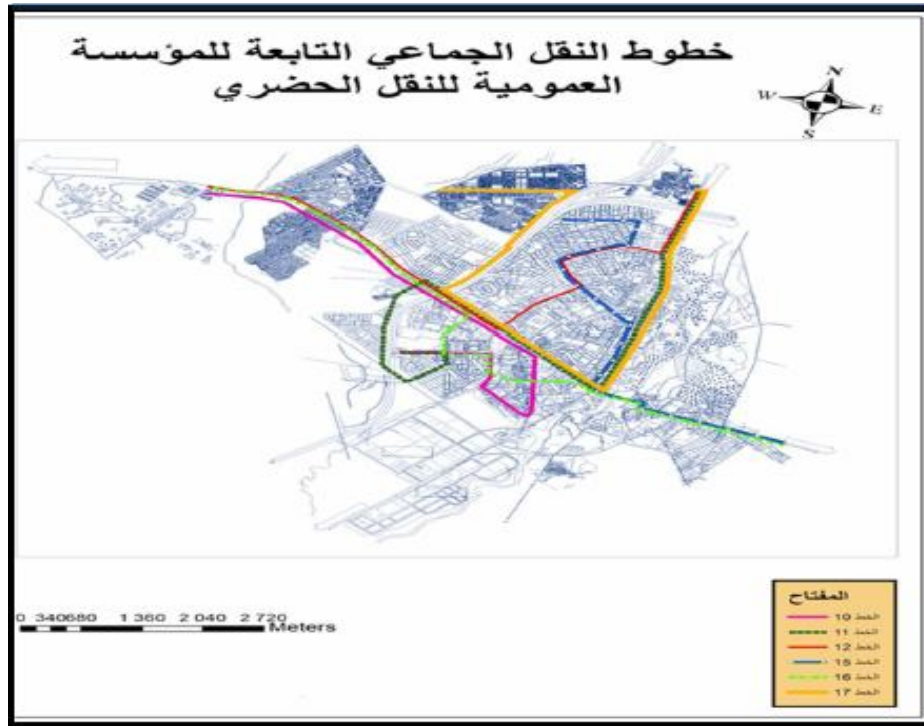 خطوط النقل الجماعي التابعة للمؤسسة
العمومية للنقل الحضري
N
W E
S
0 340680 1 360 2 040 2 720
Meters
المفتاح
الخط 10
الخط 11
الخط 12
الخط 15
الخط 16
الخط 17